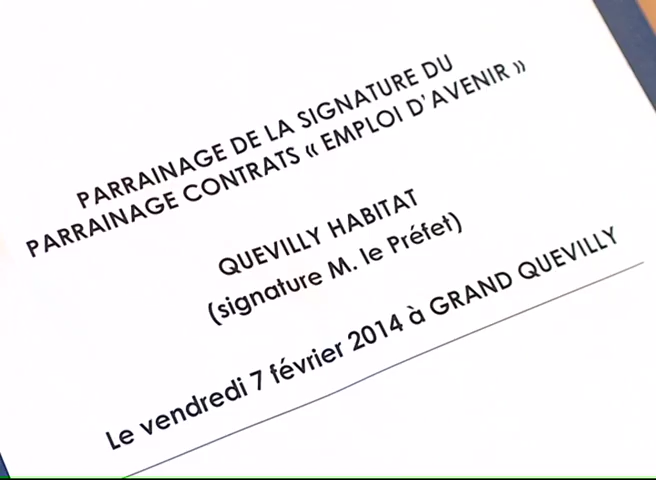 PARRAINAGE DE LA SIGNATURE DU
PARRAINAGE CONTRATS « EMPLOI D'AVENIR »
QUEVILLY HABITAT
(signature M. le Préfet)
Le vendredi 7 février 2014 à GRAND QUEVILLY